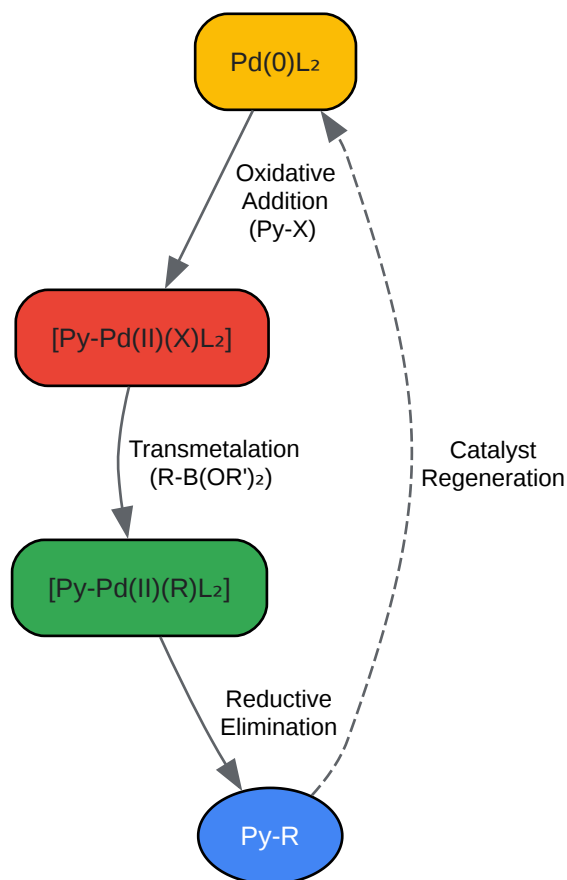 Pd(0)L₂
Oxidative
Addition
(Py-X)
[Py-Pd(II)(X)L₂]
Transmetalation
(R-B(OR')₂)
Catalyst
Regeneration
[Py-Pd(II)(R)L₂]
Reductive
Elimination
Py-R